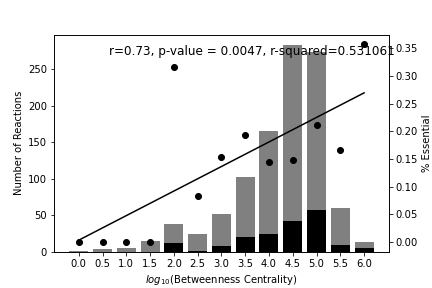 r=0.73, p-value = 0.0047, r-squared=0.531061
Number of Reactions
250
200
150
100
50
0
0.35
0.30
0.25
0.20
0.15
0.10
0.05
0.00
% Essential
0.0 0.5 1.0 1.5 2.0 2.5 3.0 3.5 4.0 4.5 5.0 5.5 6.0
log10(Betweenness Centrality)